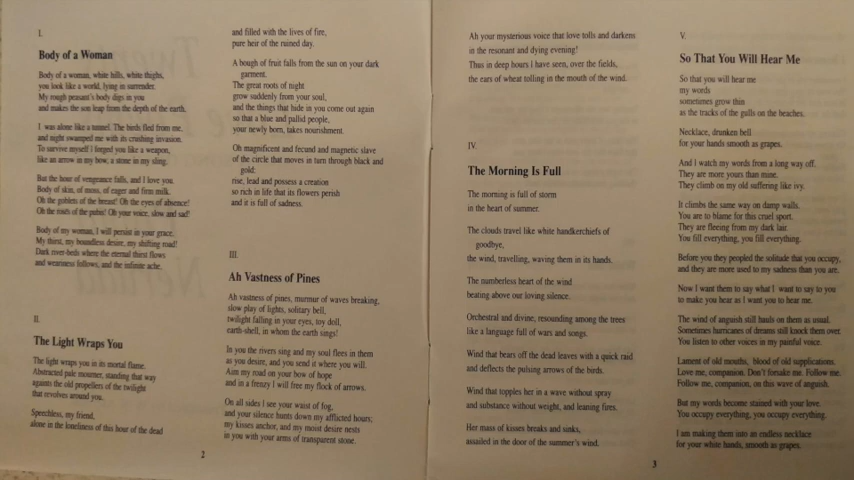 I.
Body of a Woman
Body of a woman, white hills, white thighs,
you look like a world, lying in surrender.
My rough peasant's body digs in you
and makes the son leap from the depth of the earth.
I was alone like a tunnel. The birds fled from me,
and night swamped me with its crushing invasion.
To survive myself I forged you like a weapon,
like an arrow in my bow, a stone in my sling.
But the hour of vengeance falls, and I love you.
Body of skin, of moss, of eager and firm milk.
Oh the goblets of the breast! Oh the eyes of absence!
Oh the roses of the pubis! Oh your voice, slow and sad!
Body of my woman, I will persist in your grace.
My thirst, my boundless desire, my shifting road!
Dark river-beds where the eternal thirst flows
and weariness follows, and the infinite ache.
II.
The Light Wraps You
The light wraps you in its mortal flame.
Abstracted pale mourner, standing that way
againts the old propellers of the twilight
that revolves around you.
Speechless, my friend,
alone in the loneliness of this hour of the dead
and filled with the lives of fire,
pure heir of the ruined day.
A bough of fruit falls from the sun on your dark
garment.
The great roots of night
grow suddenly from your soul,
and the things that hide in you come out again
so that a blue and pallid people,
your newly born, takes nourishment.
Oh magnificent and fecund and magnetic slave
of the circle that moves in turn through black and
gold:
rise, lead and possess a creation
so rich in life that its flowers perish
and it is full of sadness.
III.
Ah Vastness of Pines
Ah vastness of pines, murmur of waves breaking,
slow play of lights, solitary bell,
twilight falling in your eyes, toy doll,
earth-shell, in whom the earth sings!
In you the rivers sing and my soul flees in them
as you desire, and you send it where you will.
Aim my road on your bow of hope
and in a frenzy I will free my flock of arrows.
On all sides I see your waist of fog,
and your silence hunts down my afflicted hours;
my kisses anchor, and my moist desire nests
in you with your arms of transparent stone.
2
Ah your mysterious voice that love tolls and darkens
in the resonant and dying evening!
Thus in deep hours I have seen, over the fields,
the ears of wheat tolling in the mouth of the wind.
IV.
The Morning Is Full
The morning is full of storm
in the heart of summer.
The clouds travel like white handkerchiefs of
goodbye,
the wind, travelling, waving them in its hands.
The numberless heart of the wind
beating above our loving silence.
Orchestral and divine, resounding among the trees
like a language full of wars and songs.
Wind that bears off the dead leaves with a quick raid
and deflects the pulsing arrows of the birds.
Wind that topples her in a wave without spray
and substance without weight, and leaning fires.
Her mass of kisses breaks and sinks,
assailed in the door of the summer's wind.
V.
So That You Will Hear Me
So that you will hear me
my words
sometimes grow thin
as the tracks of the gulls on the beaches.
Necklace, drunken bell
for your hands smooth as grapes.
And I watch my words from a long way off.
They are more yours than mine.
They climb on my old suffering like ivy.
It climbs the same way on damp walls.
You are to blame for this cruel sport.
They are fleeing from my dark lair.
You fill everything, you fill everything.
Before you they peopled the solitude that you occupy,
and they are more used to my sadness than you are.
Now I want them to say what I want to say to you
to make you hear as I want you to hear me.
The wind of anguish still hauls on them as usual.
Sometimes hurricanes of dreams still knock them over.
You listen to other voices in my painful voice.
Lament of old mouths, blood of old supplications.
Love me, companion. Don't forsake me. Follow me.
Follow me, companion, on this wave of anguish.
But my words become stained with your love.
You occupy everything, you occupy everything.
I am making them into an endless necklace
for your white hands, smooth as grapes.
3